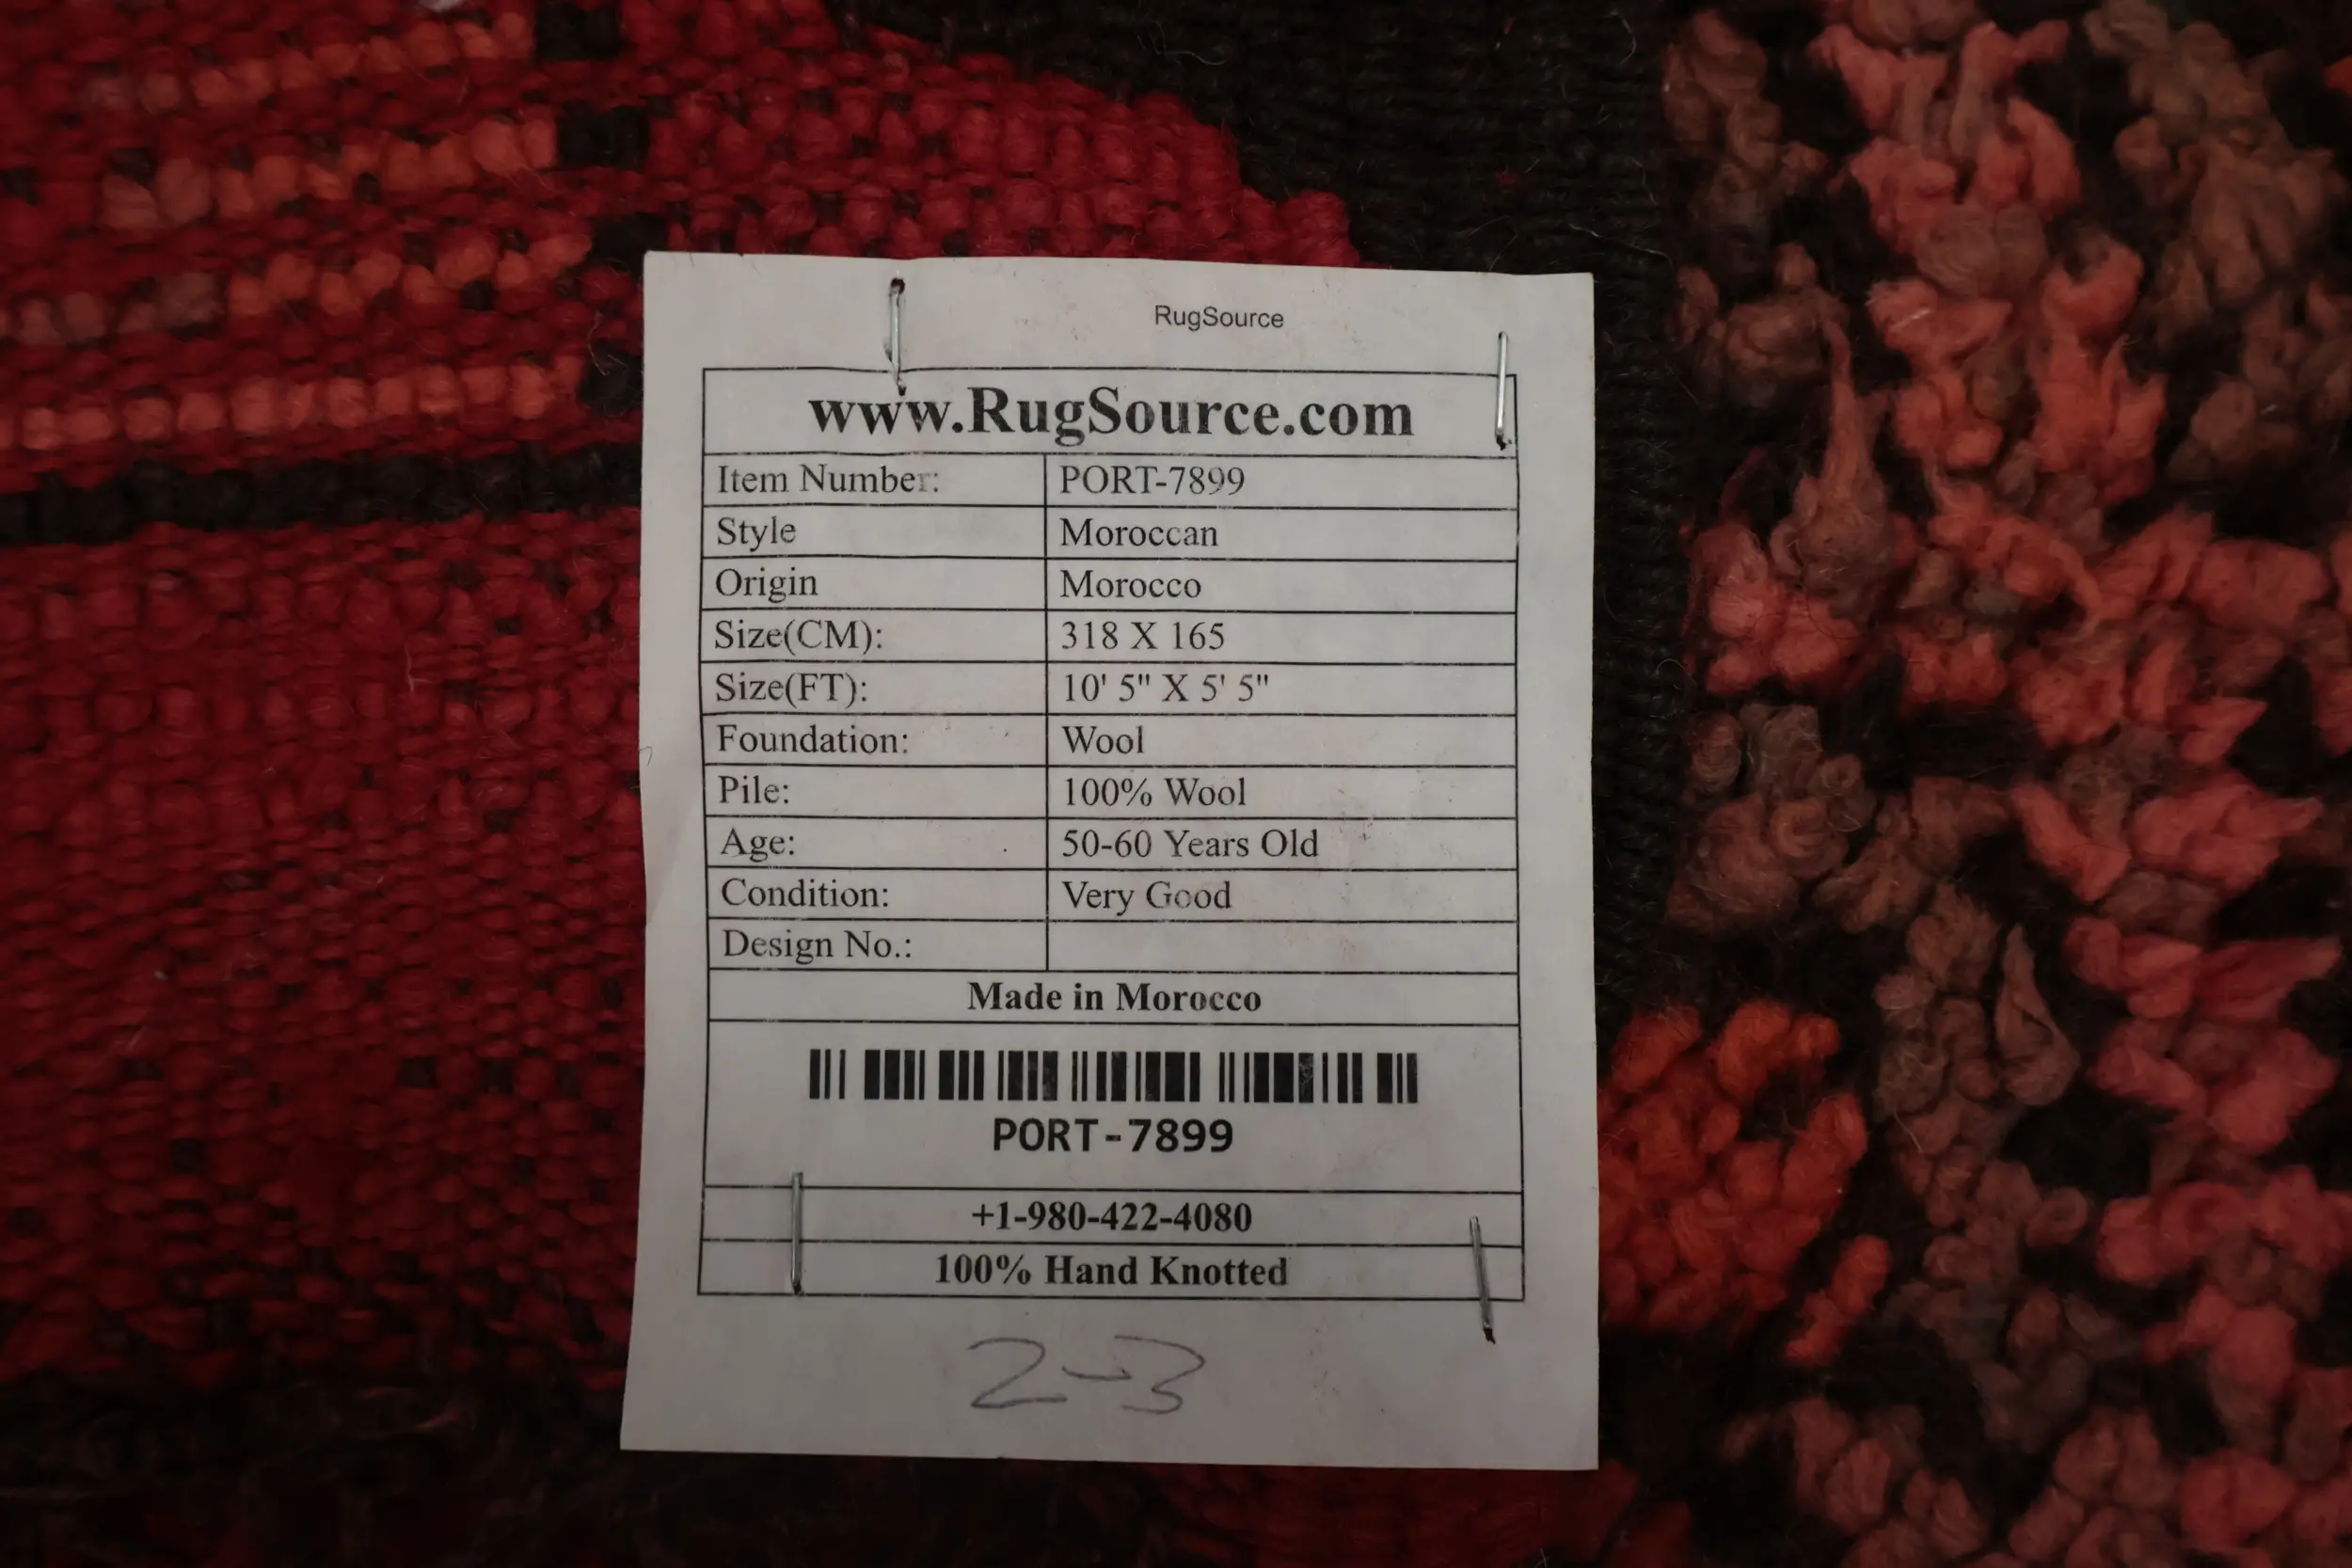 RugSource
www.RugSource.com
Item Number: PORT-7899
Style Moroccan
Origin Morocco
Size(CM): 318 X 165
Size(FT): 10' 5" X 5' 5"
Foundation: Wool
Pile: 100% Wool
Age: 50-60 Years Old
Condition: Very Good
Design No.:
Made in Morocco
PORT-7899
+1-980-422-4080
100% Hand Knotted
2-3